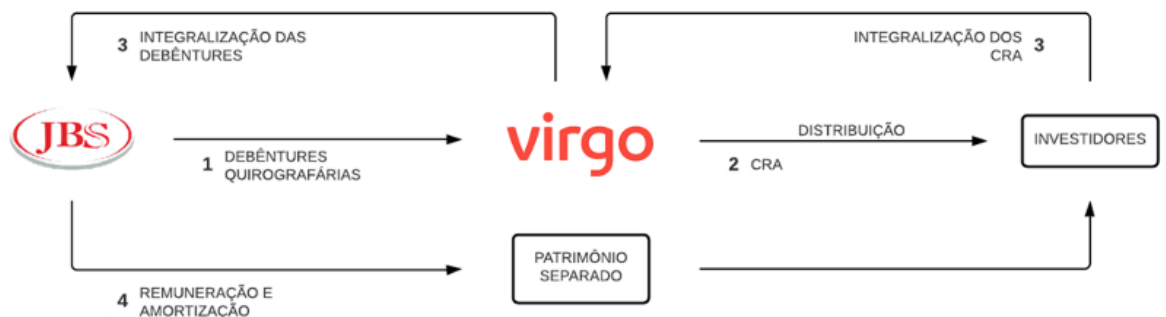 3 INTEGRALIZAÇÃO DAS
DEBÊNTURES
INTEGRALIZAÇÃO DOS 3
CRA
JBS
virgo
DISTRIBUIÇÃO
INVESTIDORES
1 DEBÊNTURES
QUIROGRAFÁRIAS
2 CRA
PATRIMÔNIO
SEPARADO
4 REMUNERAÇÃO E
AMORTIZAÇÃO